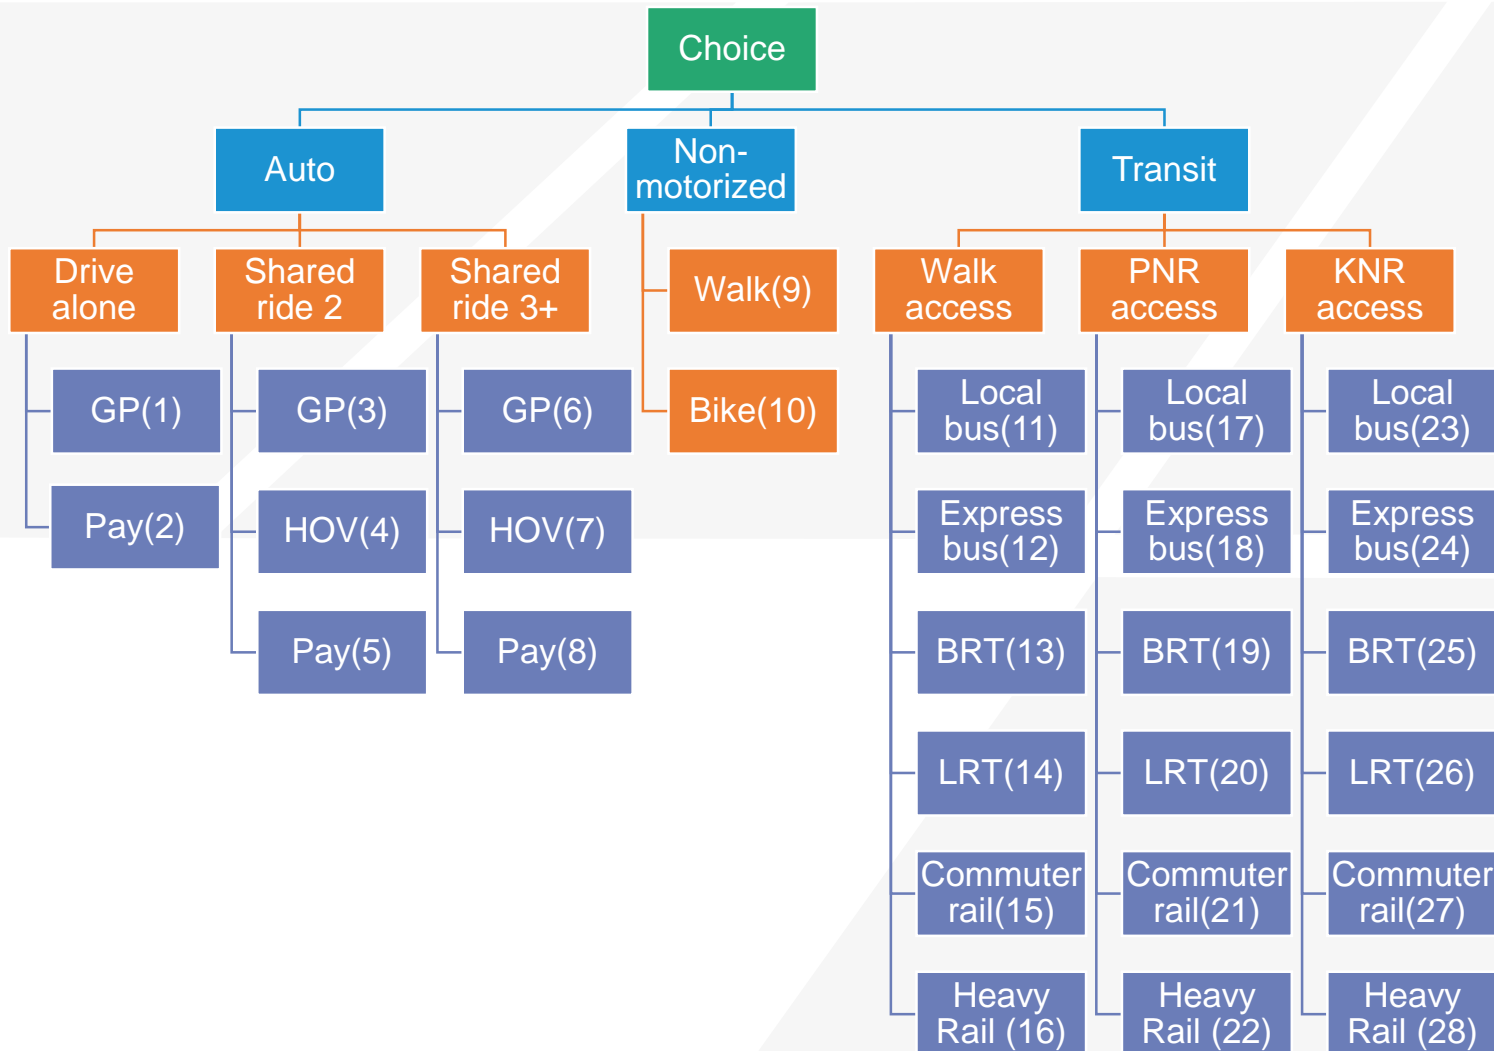 Choice
Auto
Non-
motorized
Transit
Drive
alone
Shared
ride 2
Shared
ride 3+
Walk(9)
Walk
access
PNR
access
KNR
access
GP(1)
GP(3)
GP(6)
Bike(10)
Local
bus(11)
Local
bus(17)
Local
bus(23)
Pay(2)
HOV(4)
HOV(7)
Express
bus(12)
Express
bus(18)
Express
bus(24)
Pay(5)
Pay(8)
BRT(13)
BRT(19)
BRT(25)
LRT(14)
LRT(20)
LRT(26)
Commuter
rail(15)
Commuter
rail(21)
Commuter
rail(27)
Heavy
Rail (16)
Heavy
Rail (22)
Heavy
Rail (28)